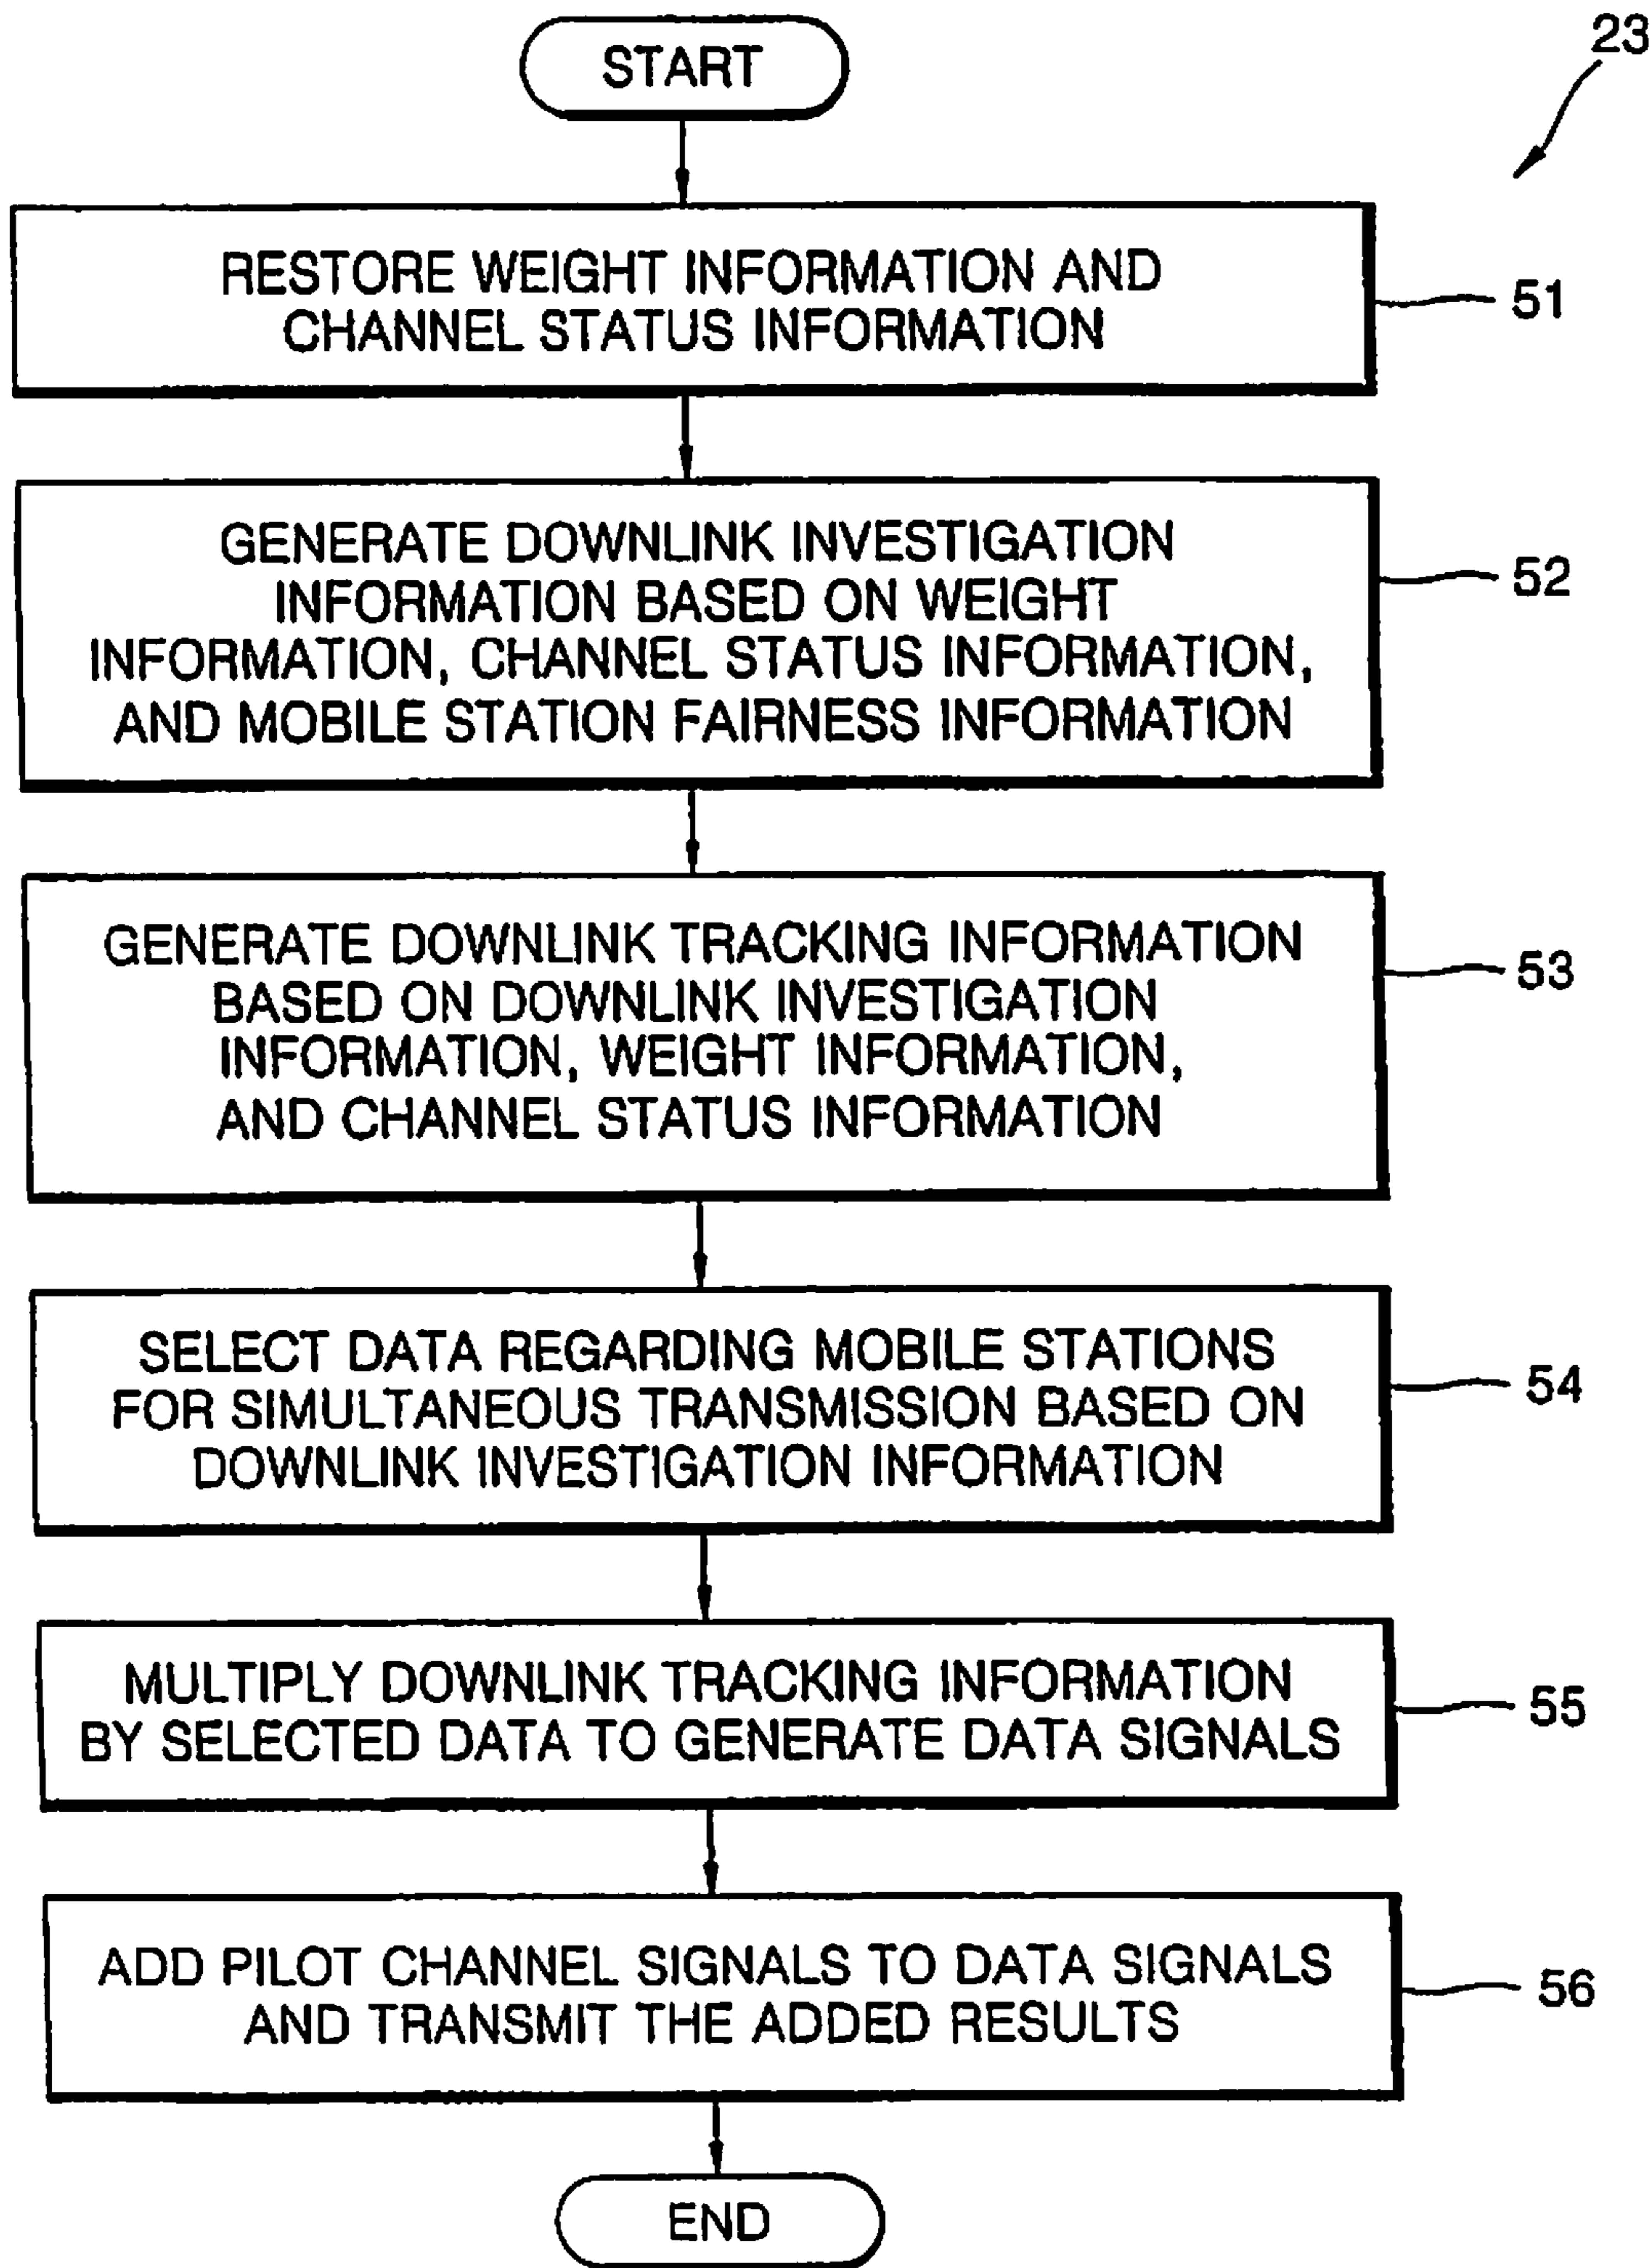 START
23
RESTORE WEIGHT INFORMATION AND
CHANNEL STATUS INFORMATION
51
GENERATE DOWNLINK INVESTIGATION
INFORMATION BASED ON WEIGHT
INFORMATION, CHANNEL STATUS INFORMATION,
AND MOBILE STATION FAIRNESS INFORMATION
52
GENERATE DOWNLINK TRACKING INFORMATION
BASED ON DOWNLINK INVESTIGATION
INFORMATION, WEIGHT INFORMATION,
AND CHANNEL STATUS INFORMATION
53
SELECT DATA REGARDING MOBILE STATIONS
FOR SIMULTANEOUS TRANSMISSION BASED ON
DOWNLINK INVESTIGATION INFORMATION
54
MULTIPLY DOWNLINK TRACKING INFORMATION
BY SELECTED DATA TO GENERATE DATA SIGNALS
55
ADD PILOT CHANNEL SIGNALS TO DATA SIGNALS
AND TRANSMIT THE ADDED RESULTS
56
END